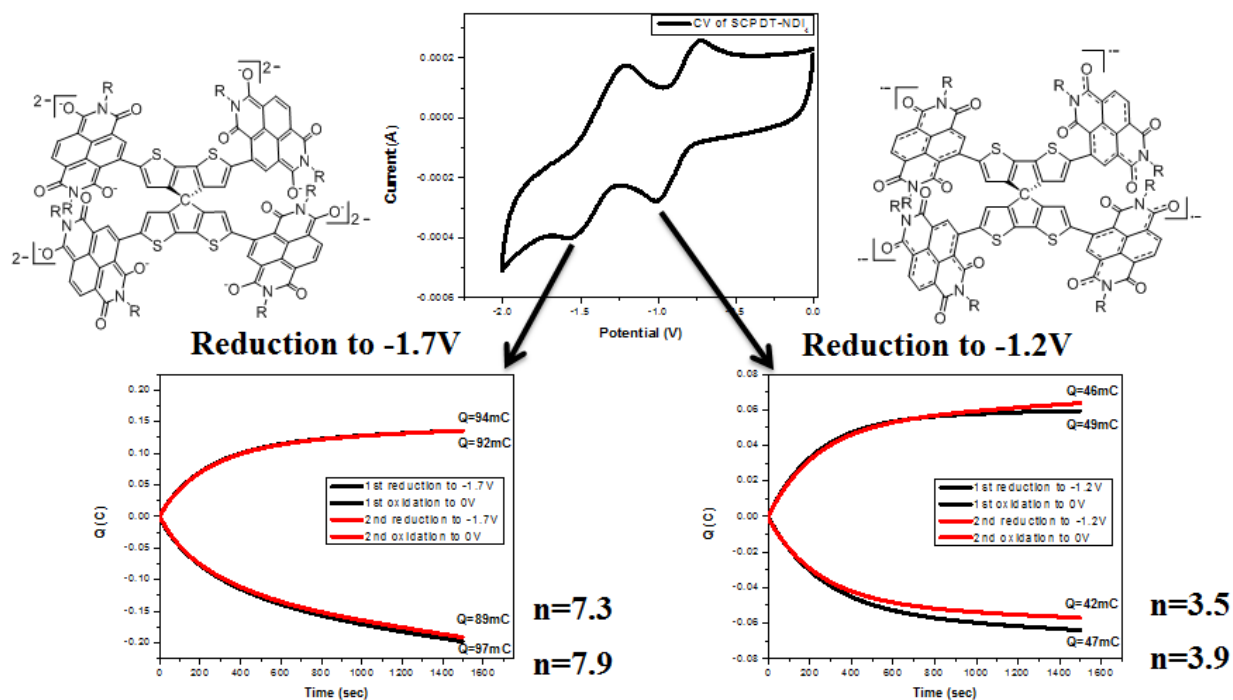 CV of SCPDT-NDI4
0.0002
0.0000
-0.0002
-0.0004
-0.0006
Current (A)
-2.0 -1.5 -1.0 -0.5 0.0
Potential (V)
2-
2-
2-
2-
R R R R R R R R
N N N N N N N N
O O O O O O O O O O O O
-O -O O- O- O- O-
S S S S
C
R R R R R R R R
N N N N N N N N
O O O O O O O O O O O O O O O O
S S S S
C
Reduction to -1.7V
Reduction to -1.2V
0.20
0.15
0.10
0.05
0.00
-0.05
-0.10
-0.15
-0.20
Q (C)
Q=94mC
Q=92mC
1st reduction to -1.7V
1st oxidation to 0V
2nd reduction to -1.7V
2nd oxidation to 0V
Q=89mC
Q=97mC
0 200 400 600 800 1000 1200 1400 1600
Time (sec)
n=7.3
n=7.9
0.08
0.06
0.04
0.02
0.00
-0.02
-0.04
-0.06
-0.08
Q (C)
Q=46mC
Q=49mC
1st reduction to -1.2V
1st oxidation to 0V
2nd reduction to -1.2V
2nd oxidation to 0V
Q=42mC
Q=47mC
0 200 400 600 800 1000 1200 1400 1600
Time (sec)
n=3.5
n=3.9